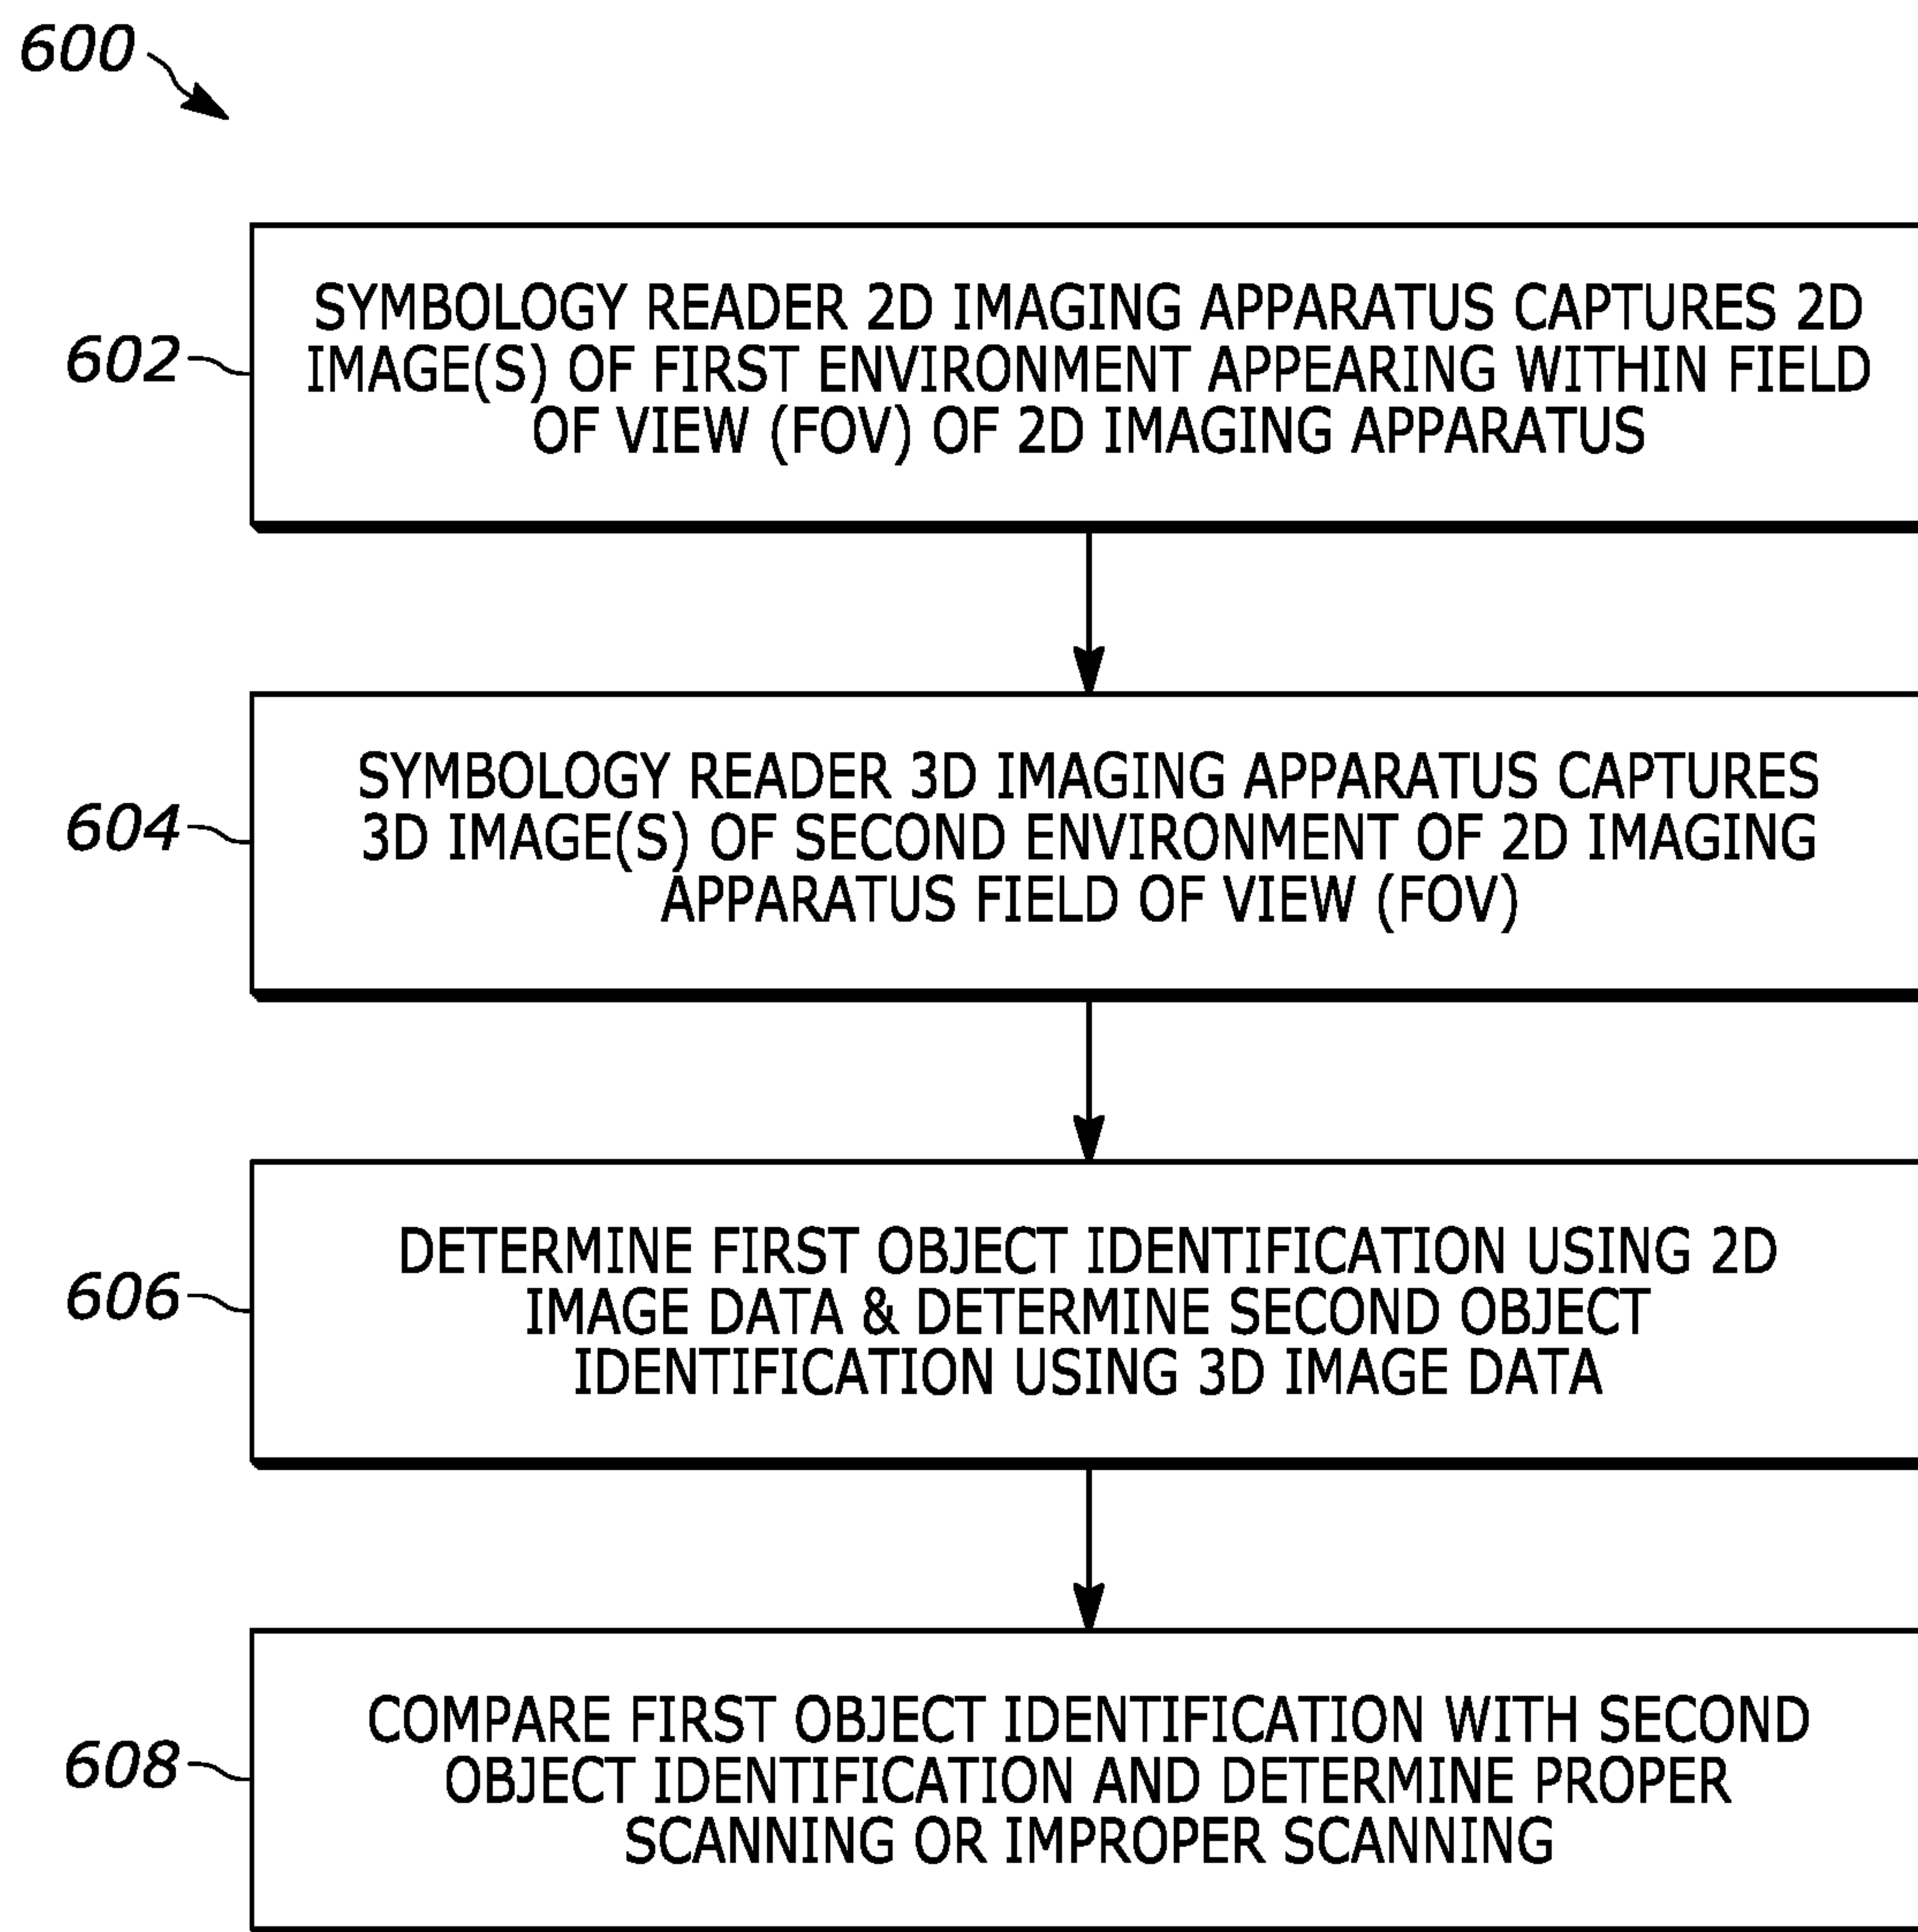 600
SYMBOLOGY READER 2D IMAGING APPARATUS CAPTURES 2D
602
IMAGE(S) OF FIRST ENVIRONMENT APPEARING WITHIN FIELD
OF VIEW (FOV) OF 2D IMAGING APPARATUS
SYMBOLOGY READER 3D IMAGING APPARATUS CAPTURES
604
3D IMAGE(S) OF SECOND ENVIRONMENT OF 2D IMAGING
APPARATUS FIELD OF VIEW (FOV)
DETERMINE FIRST OBJECT IDENTIFICATION USING 2D
606
IMAGE DATA & DETERMINE SECOND OBJECT
IDENTIFICATION USING 3D IMAGE DATA
COMPARE FIRST OBJECT IDENTIFICATION WITH SECOND
608
OBJECT IDENTIFICATION AND DETERMINE PROPER
SCANNING OR IMPROPER SCANNING